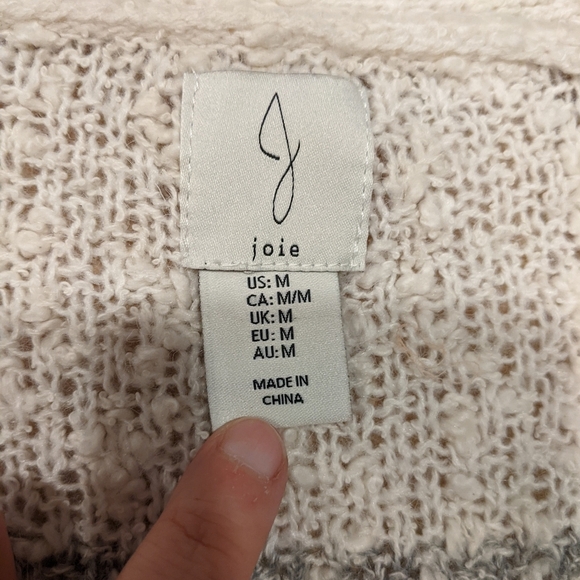 J
joie
US: M
CA: M/M
UK: M
EU: M
AU: M
MADE IN
CHINA